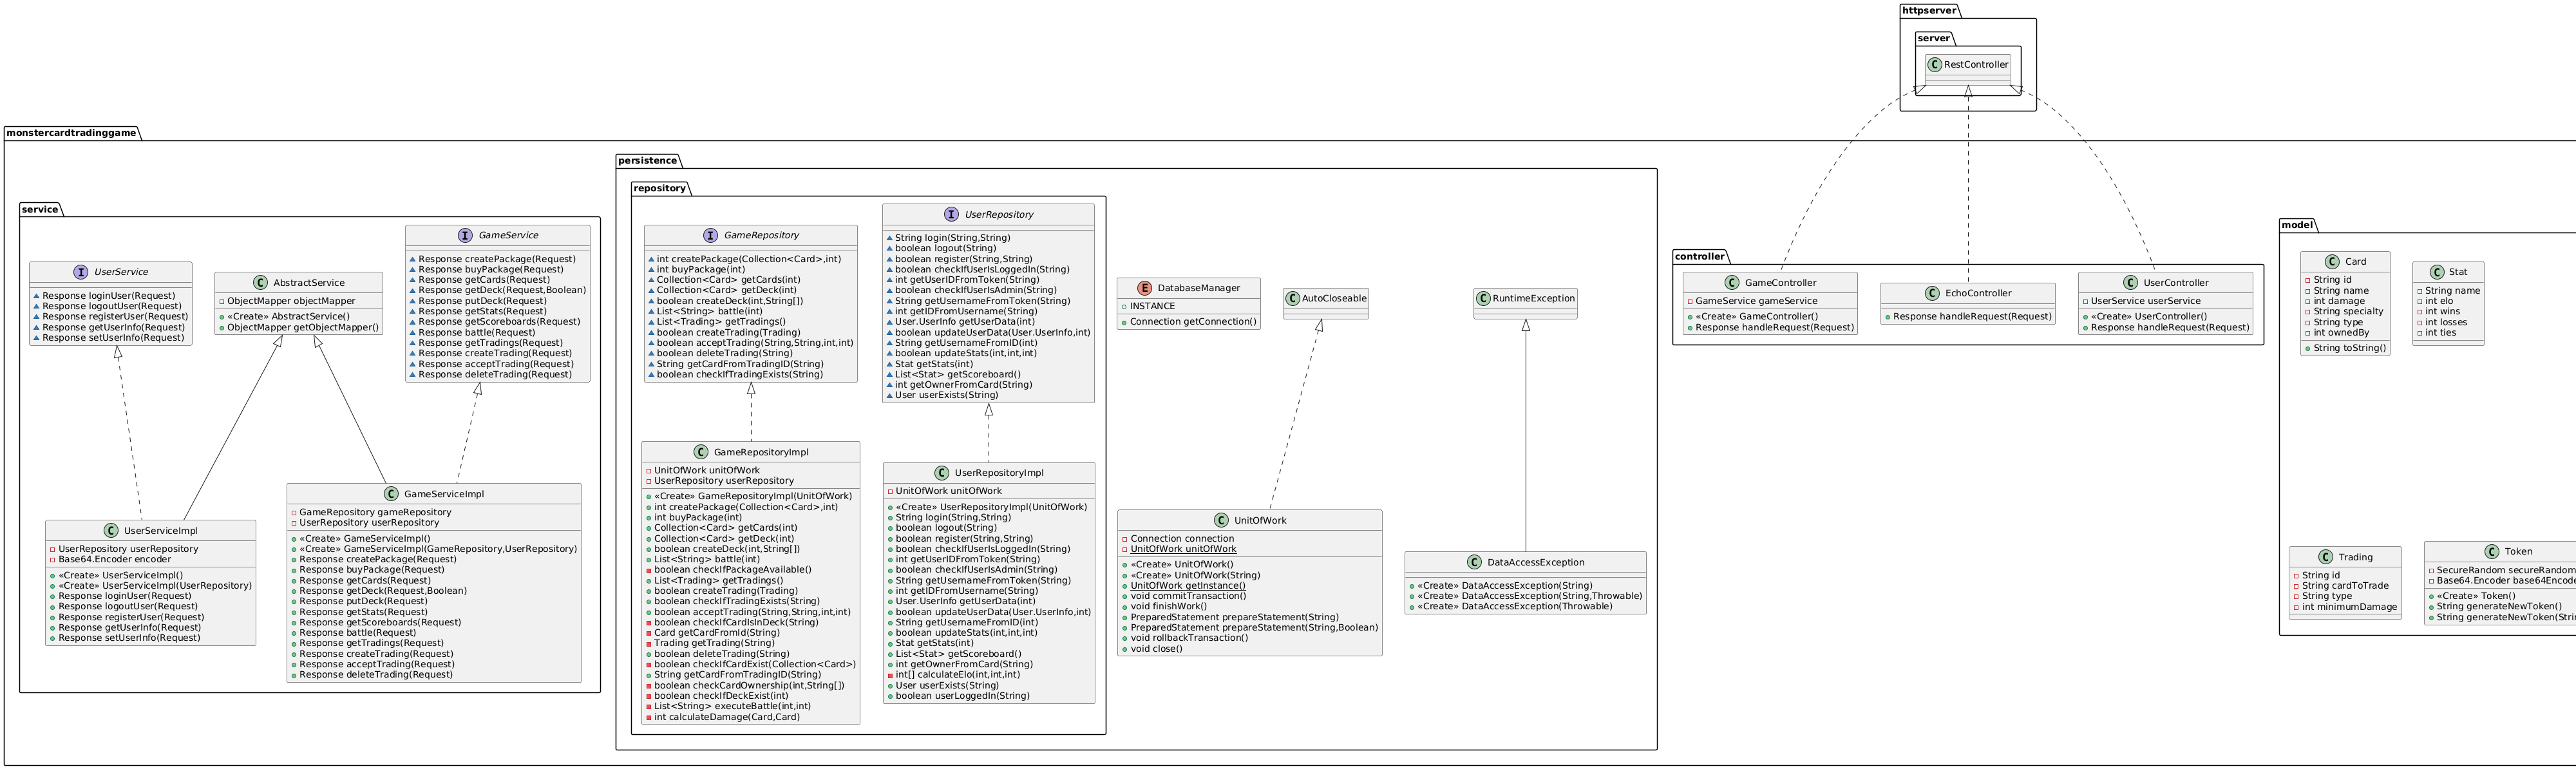 httpserver
server
C RestController
monstercardtradinggame
service
I UserService
Response loginUser(Request)
Response logoutUser(Request)
Response registerUser(Request)
Response getUserInfo(Request)
Response setUserInfo(Request)
C AbstractService
ObjectMapper objectMapper
«Create» AbstractService()
ObjectMapper getObjectMapper()
I GameService
Response createPackage(Request)
Response buyPackage(Request)
Response getCards(Request)
Response getDeck(Request,Boolean)
Response putDeck(Request)
Response getStats(Request)
Response getScoreboards(Request)
Response battle(Request)
Response getTradings(Request)
Response createTrading(Request)
Response acceptTrading(Request)
Response deleteTrading(Request)
C UserServiceImpl
UserRepository userRepository
Base64.Encoder encoder
«Create» UserServiceImpl()
«Create» UserServiceImpl(UserRepository)
Response loginUser(Request)
Response logoutUser(Request)
Response registerUser(Request)
Response getUserInfo(Request)
Response setUserInfo(Request)
C GameServiceImpl
GameRepository gameRepository
UserRepository userRepository
«Create» GameServiceImpl()
«Create» GameServiceImpl(GameRepository,UserRepository)
Response createPackage(Request)
Response buyPackage(Request)
Response getCards(Request)
Response getDeck(Request,Boolean)
Response putDeck(Request)
Response getStats(Request)
Response getScoreboards(Request)
Response battle(Request)
Response getTradings(Request)
Response createTrading(Request)
Response acceptTrading(Request)
Response deleteTrading(Request)
persistence
repository
I GameRepository
int createPackage(Collection<Card>,int)
int buyPackage(int)
Collection<Card> getCards(int)
Collection<Card> getDeck(int)
boolean createDeck(int,String[])
List<String> battle(int)
List<Trading> getTradings()
boolean createTrading(Trading)
boolean acceptTrading(String,String,int,int)
boolean deleteTrading(String)
String getCardFromTradingID(String)
boolean checkIfTradingExists(String)
I UserRepository
String login(String,String)
boolean logout(String)
boolean register(String,String)
boolean checkIfUserIsLoggedIn(String)
int getUserIDFromToken(String)
boolean checkIfUserIsAdmin(String)
String getUsernameFromToken(String)
int getIDFromUsername(String)
User.UserInfo getUserData(int)
boolean updateUserData(User.UserInfo,int)
String getUsernameFromID(int)
boolean updateStats(int,int,int)
Stat getStats(int)
List<Stat> getScoreboard()
int getOwnerFromCard(String)
User userExists(String)
C GameRepositoryImpl
UnitOfWork unitOfWork
UserRepository userRepository
«Create» GameRepositoryImpl(UnitOfWork)
int createPackage(Collection<Card>,int)
int buyPackage(int)
Collection<Card> getCards(int)
Collection<Card> getDeck(int)
boolean createDeck(int,String[])
List<String> battle(int)
boolean checkIfPackageAvailable()
List<Trading> getTradings()
boolean createTrading(Trading)
boolean checkIfTradingExists(String)
boolean acceptTrading(String,String,int,int)
boolean checkIfCardIsInDeck(String)
Card getCardFromId(String)
Trading getTrading(String)
boolean deleteTrading(String)
boolean checkIfCardExist(Collection<Card>)
String getCardFromTradingID(String)
boolean checkCardOwnership(int,String[])
boolean checkIfDeckExist(int)
List<String> executeBattle(int,int)
int calculateDamage(Card,Card)
C UserRepositoryImpl
UnitOfWork unitOfWork
«Create» UserRepositoryImpl(UnitOfWork)
String login(String,String)
boolean logout(String)
boolean register(String,String)
boolean checkIfUserIsLoggedIn(String)
int getUserIDFromToken(String)
boolean checkIfUserIsAdmin(String)
String getUsernameFromToken(String)
int getIDFromUsername(String)
User.UserInfo getUserData(int)
boolean updateUserData(User.UserInfo,int)
String getUsernameFromID(int)
boolean updateStats(int,int,int)
Stat getStats(int)
List<Stat> getScoreboard()
int getOwnerFromCard(String)
int[] calculateElo(int,int,int)
User userExists(String)
boolean userLoggedIn(String)
E DatabaseManager
INSTANCE
Connection getConnection()
C AutoCloseable
C RuntimeException
C UnitOfWork
Connection connection
UnitOfWork unitOfWork
«Create» UnitOfWork()
«Create» UnitOfWork(String)
UnitOfWork getInstance()
void commitTransaction()
void finishWork()
PreparedStatement prepareStatement(String)
PreparedStatement prepareStatement(String,Boolean)
void rollbackTransaction()
void close()
C DataAccessException
«Create» DataAccessException(String)
«Create» DataAccessException(String,Throwable)
«Create» DataAccessException(Throwable)
controller
C GameController
GameService gameService
«Create» GameController()
Response handleRequest(Request)
C EchoController
Response handleRequest(Request)
C UserController
UserService userService
«Create» UserController()
Response handleRequest(Request)
model
C Card
String id
String name
int damage
String specialty
String type
int ownedBy
String toString()
C Stat
String name
int elo
int wins
int losses
int ties
C Trading
String id
String cardToTrade
String type
int minimumDamage
C Token
SecureRandom secureRandom
Base64.Encoder base64Encode
«Create» Token()
String generateNewToken()
String generateNewToken(Strin